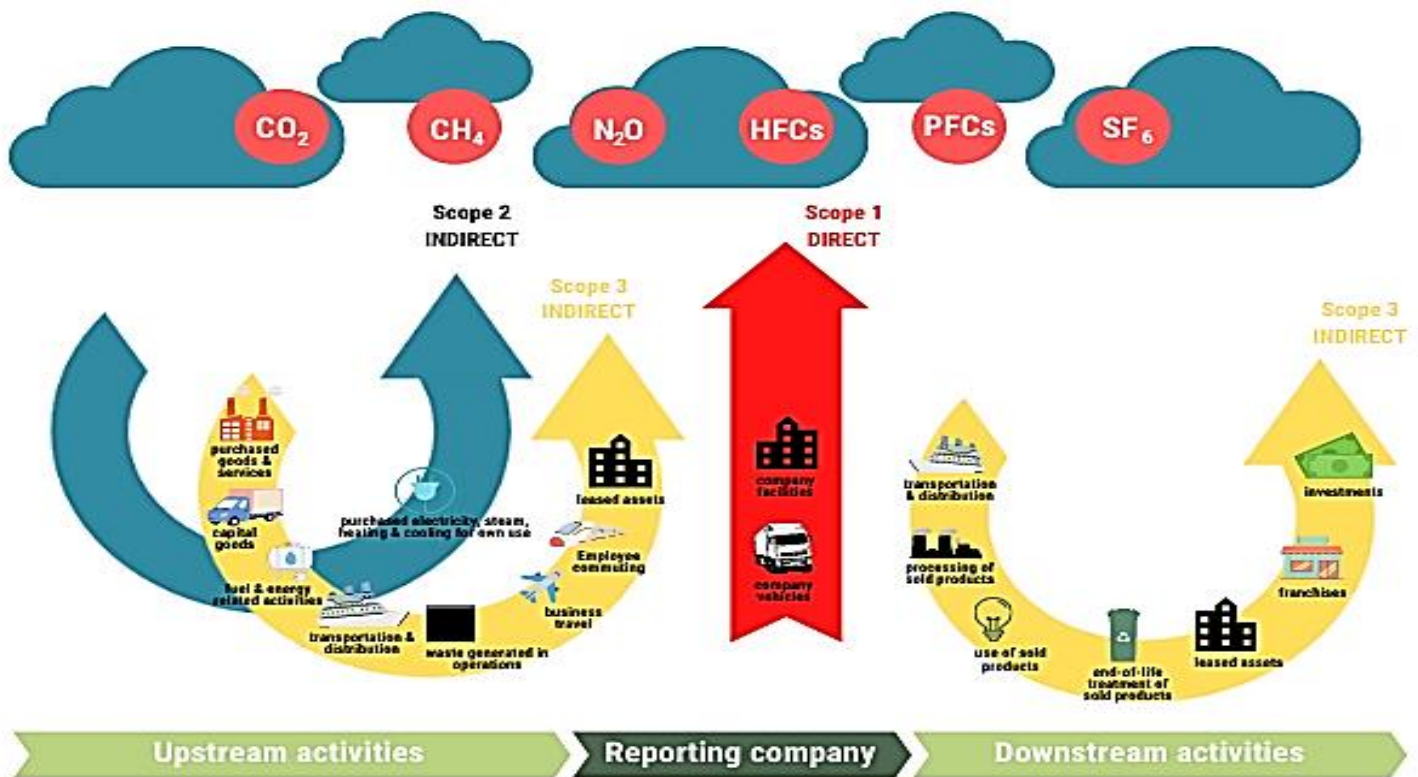 CO₂
CH₄
N₂O
HFCs
PFCs
SF₆
Scope 2
INDIRECT
Scope 1
DIRECT
Scope 3
INDIRECT
Scope 3
INDIRECT
purchased
goods &
services
capital
goods
fuel & energy
related activities
transportation &
distribution
waste generated in
operations
business
travel
Employee
commuting
leased assets
purchased electricity, steam,
heating & cooling for own use
company
facilities
company
vehicles
transportation
& distribution
processing of
sold products
use of sold
products
end-of-life
treatment of
sold products
leased assets
franchises
investments
Upstream activities
Reporting company
Downstream activities